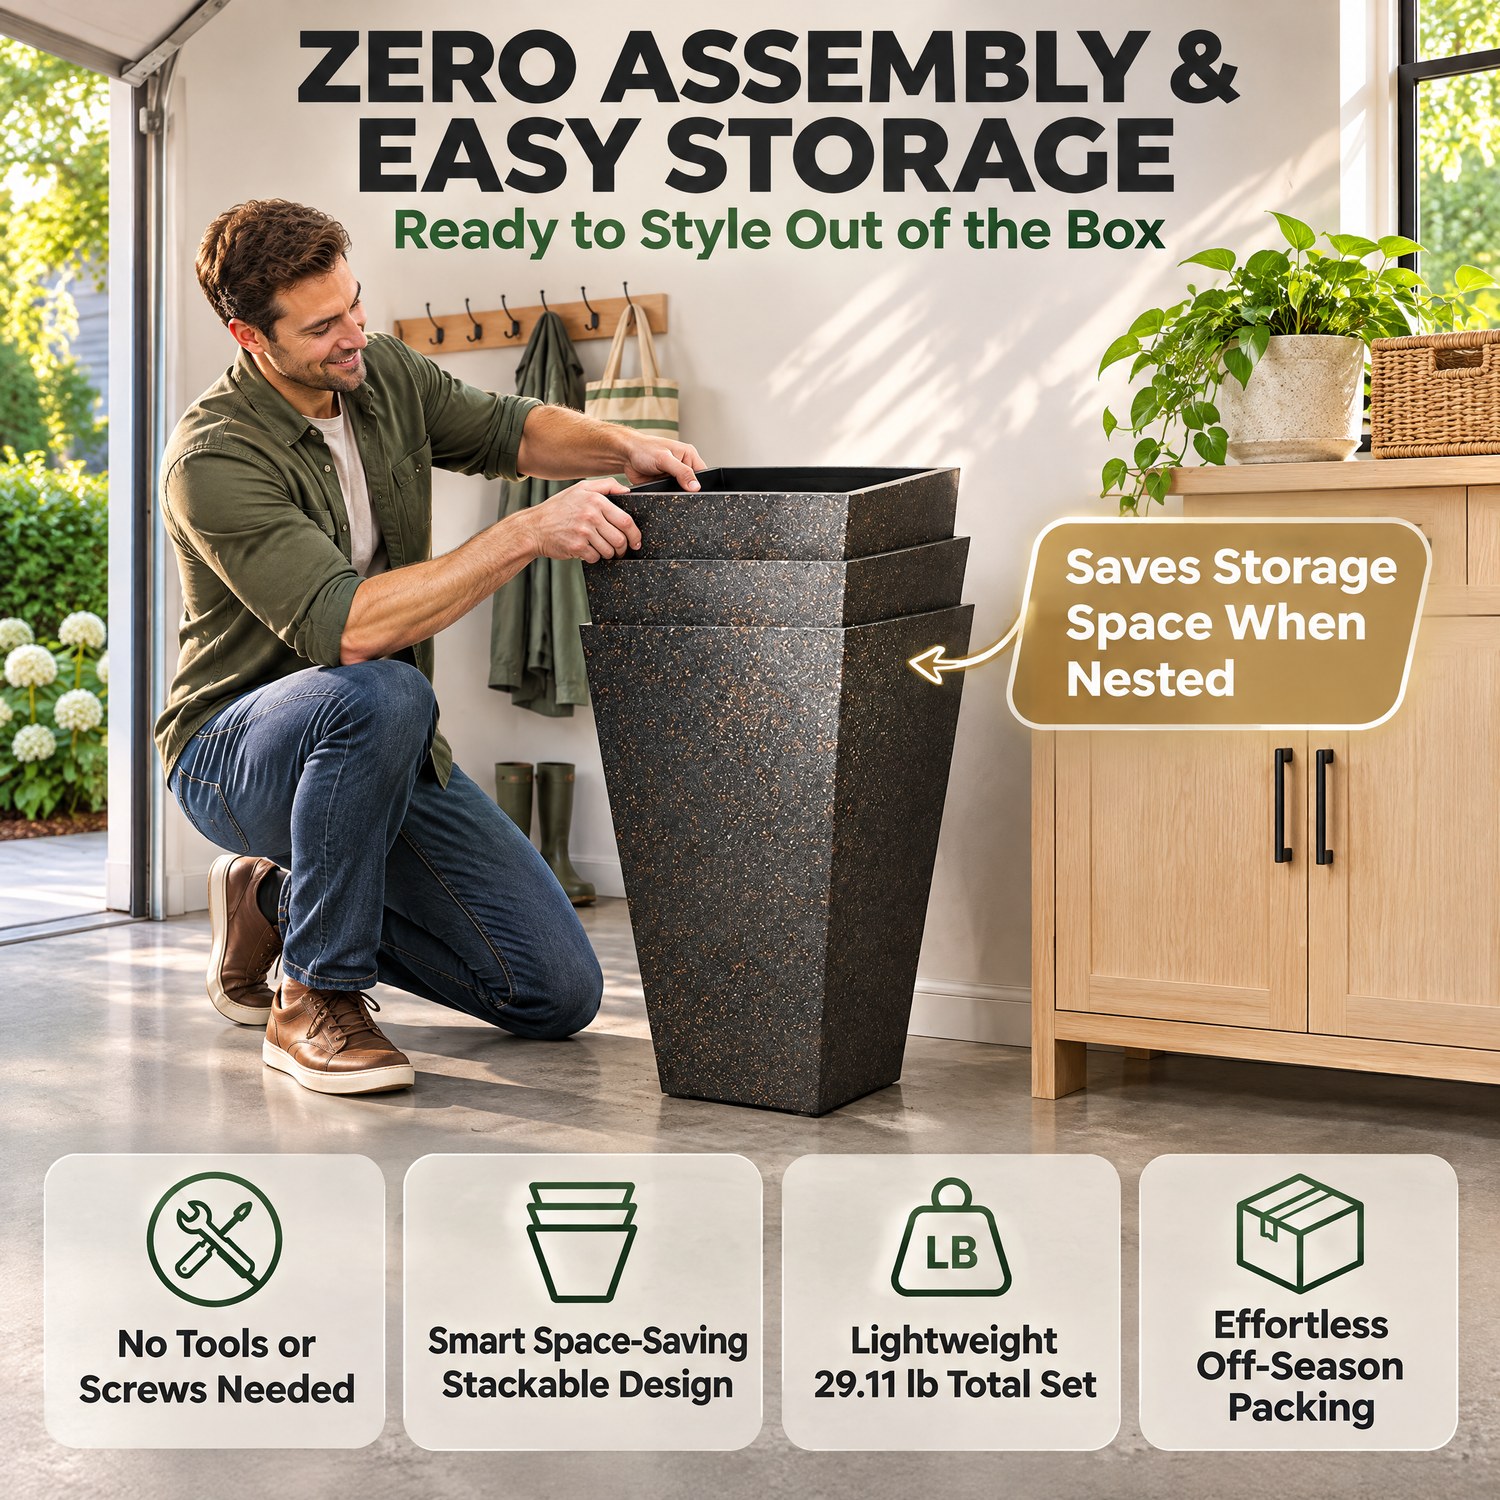 ZERO ASSEMBLY &
EASY STORAGE
Ready to Style Out of the Box
Saves Storage
Space When
Nested
LB
No Tools or
Screws Needed
Smart Space-Saving
Stackable Design
Lightweight
29.11 lb Total Set
Effortless
Off-Season
Packing